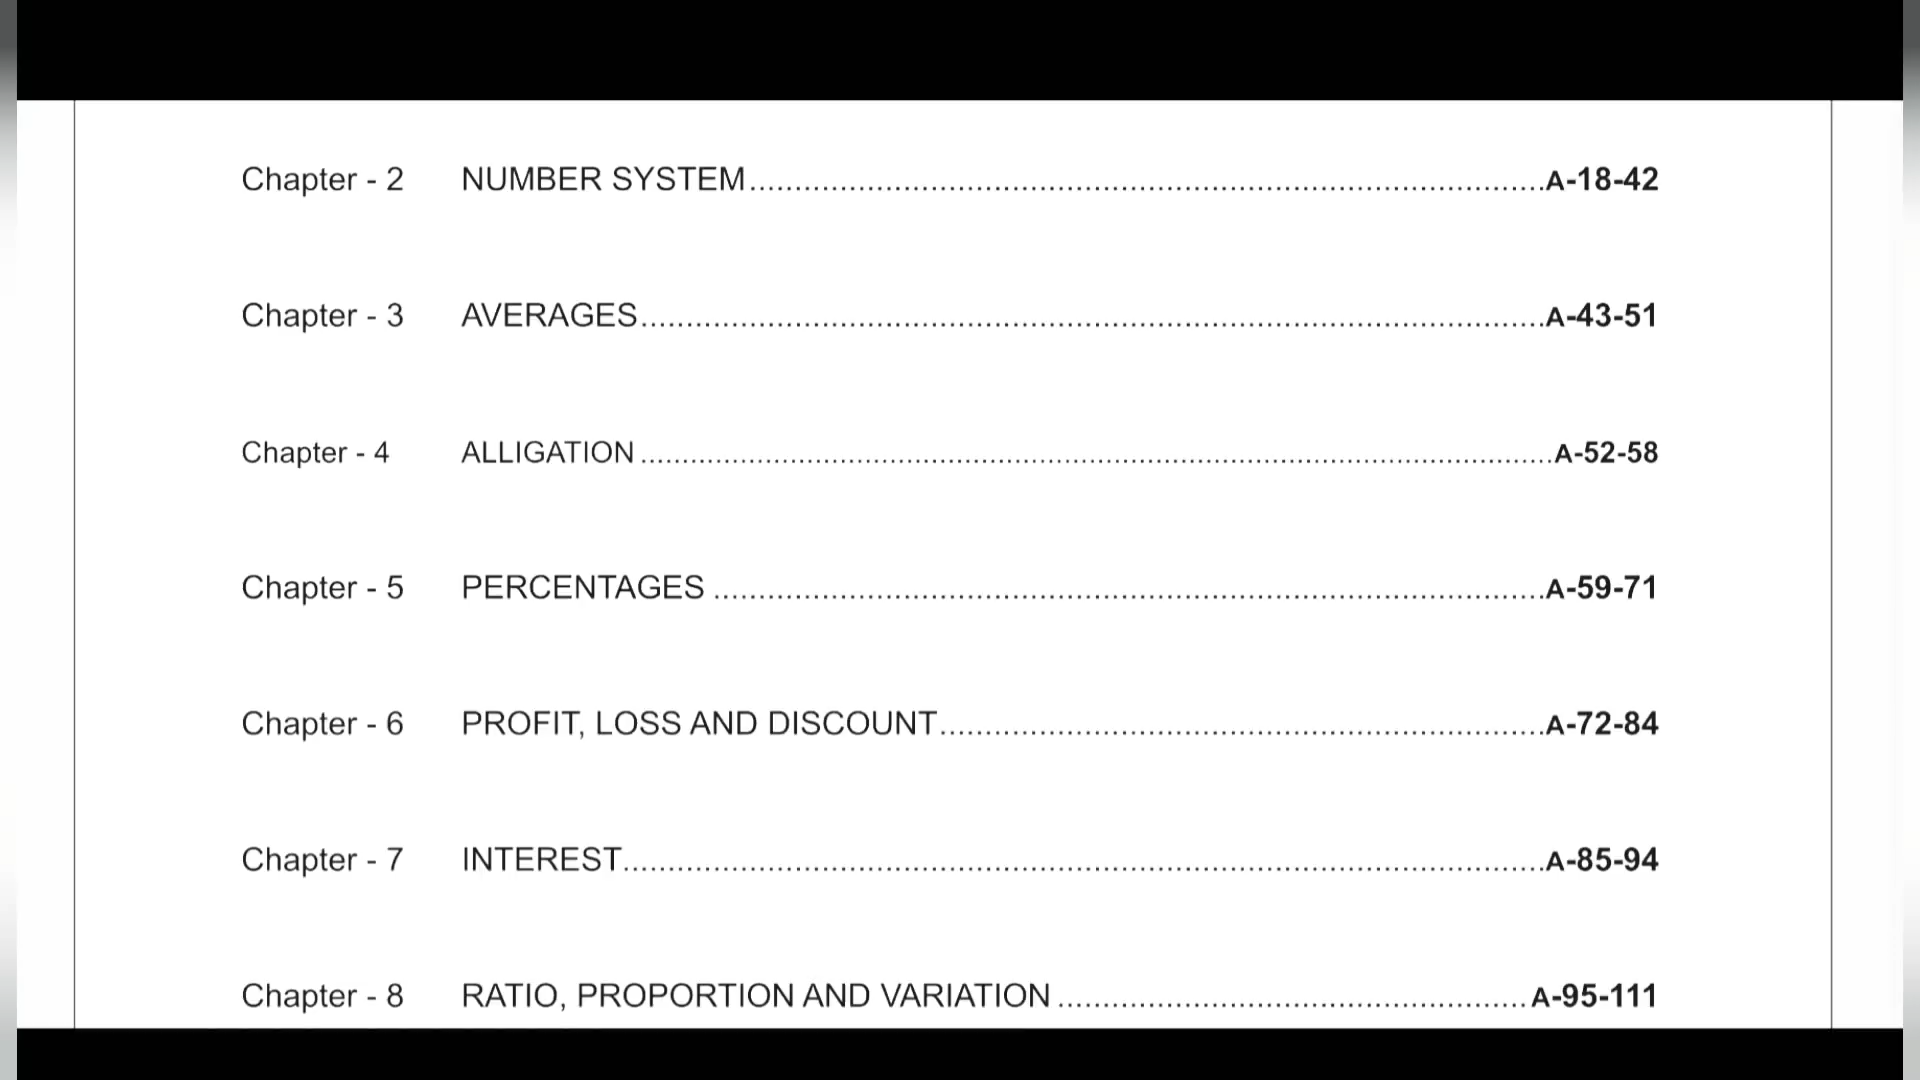 Chapter - 2 NUMBER SYSTEM........................................................................................A-18-42
Chapter - 3 AVERAGES....................................................................................................A-43-51
Chapter - 4 ALLIGATION.............................................................................................................A-52-58
Chapter - 5 PERCENTAGES ............................................................................................A-59-71
Chapter - 6 PROFIT, LOSS AND DISCOUNT...................................................................A-72-84
Chapter - 7 INTEREST......................................................................................................A-85-94
Chapter - 8 RATIO, PROPORTION AND VARIATION .................................................... A-95-111